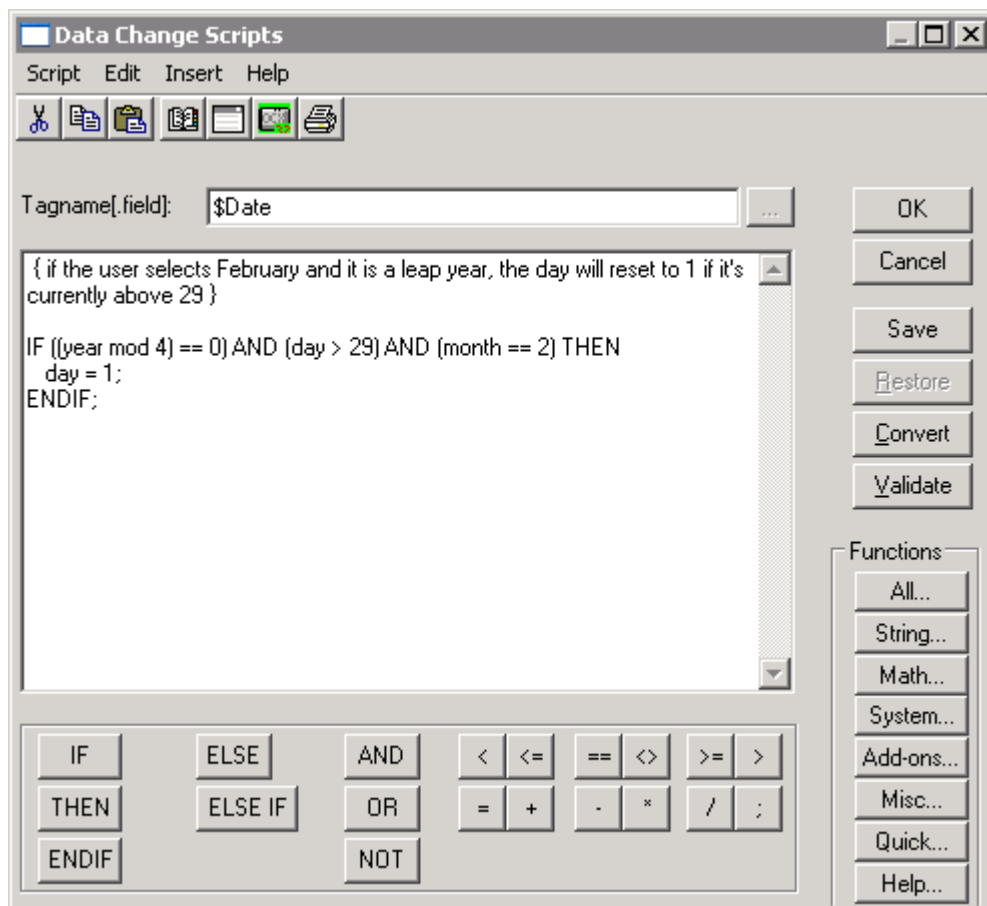 Data Change Scripts
Script Edit Insert Help
Tagname[.field]: $Date ... OK
Cancel
{ if the user selects February and it is a leap year, the day will reset to 1 if it's
currently above 29 }
Save
IF ((year mod 4) == 0) AND (day > 29) AND (month == 2) THEN
day = 1;
ENDIF;
Restore
Convert
Validate
Functions
All...
String...
Math...
System...
Add-ons...
Misc...
Quick...
Help...
IF ELSE AND < <= == <> >= >
THEN ELSE IF OR = + - * / ;
ENDIF NOT